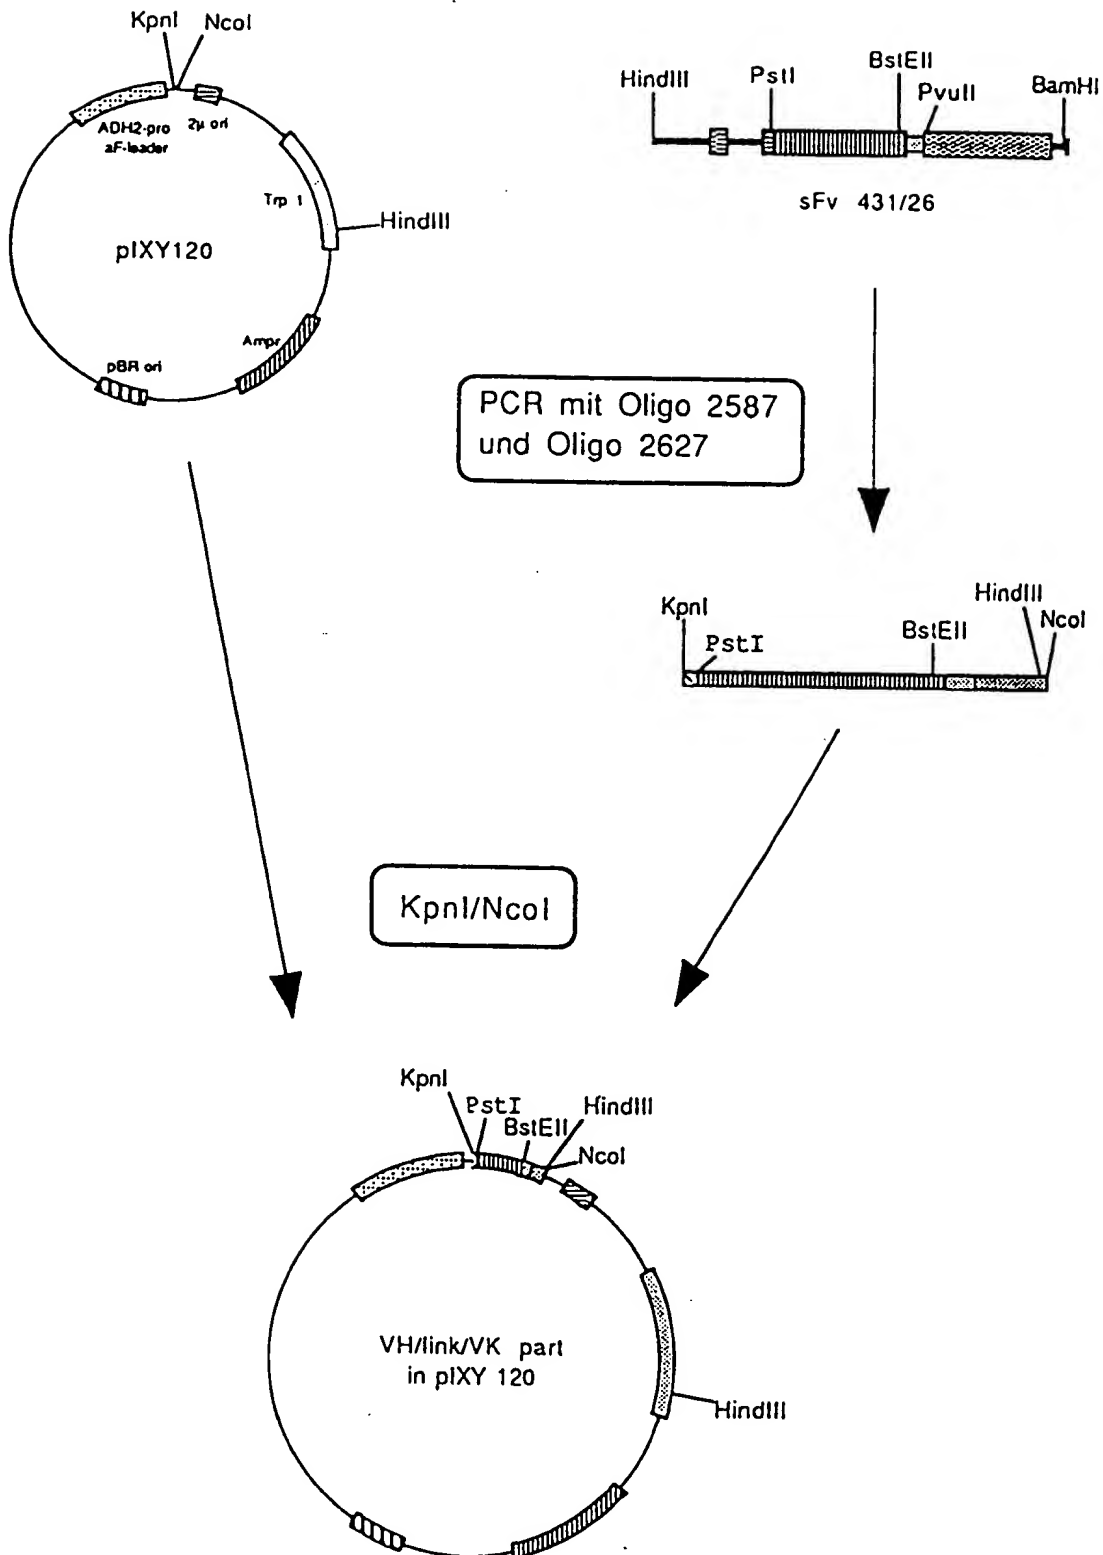 KpnI NcoI
ADH2-pro
aF-leader
2µ ori
Trp 1
HindIII
pIXY120
Ampr
pBR ori
HindIII PstI BstEII PvuII BamHI
sFv 431/26
PCR mit Oligo 2587
und Oligo 2627
KpnI PstI BstEII HindIII NcoI
KpnI/NcoI
KpnI PstI BstEII HindIII NcoI
VH/link/VK part
in pIXY 120
HindIII